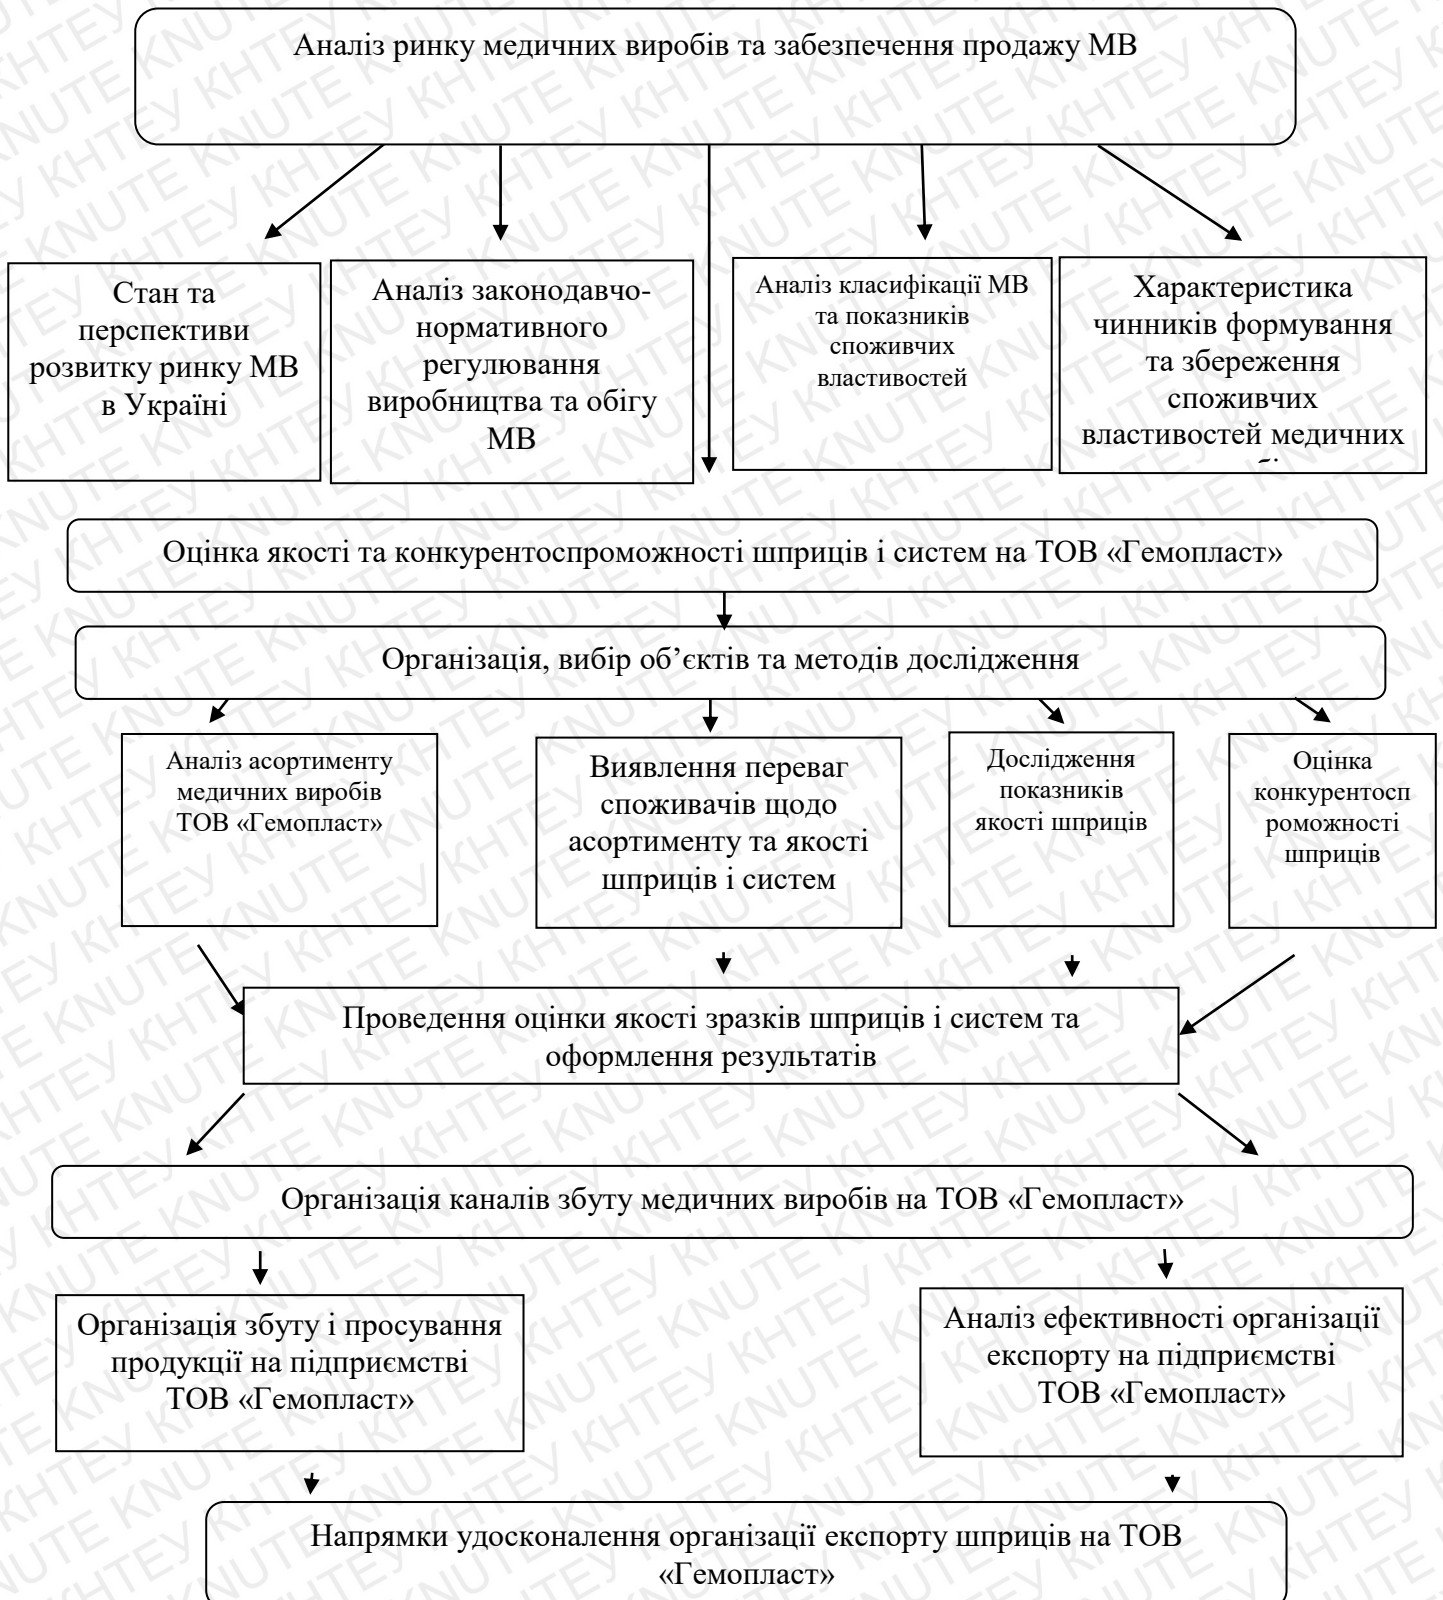 Аналіз ринку медичних виробів та забезпечення продажу МВ
Стан та
перспективи
розвитку ринку МВ
в Україні
Аналіз законодавчо-
нормативного
регулювання
виробництва та обігу
МВ
Аналіз класифікації МВ
та показників
споживчих
властивостей
Характеристика
чинників формування
та збереження
споживчих
властивостей медичних
Оцінка якості та конкурентоспроможності шприців і систем на ТОВ «Гемопласт»
Організація, вибір об’єктів та методів дослідження
Аналіз асортименту
медичних виробів
ТОВ «Гемопласт»
Виявлення переваг
споживачів щодо
асортименту та якості
шприців і систем
Дослідження
показників
якості шприців
Оцінка
конкурентосп
роможності
шприців
Проведення оцінки якості зразків шприців і систем та
оформлення результатів
Організація каналів збуту медичних виробів на ТОВ «Гемопласт»
Організація збуту і просування
продукції на підприємстві
ТОВ «Гемопласт»
Аналіз ефективності організації
експорту на підприємстві
ТОВ «Гемопласт»
Напрямки удосконалення організації експорту шприців на ТОВ
«Гемопласт»